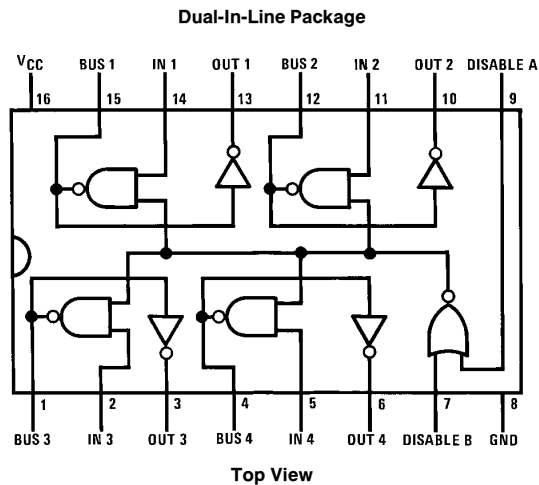 Dual-In-Line Package
VCC BUS 1 IN 1 OUT 1 BUS 2 IN 2 OUT 2 DISABLE A
16 15 14 13 12 11 10 9
1 2 3 4 5 6 7 8
BUS 3 IN 3 OUT 3 BUS 4 IN 4 OUT 4 DISABLE B GND
Top View